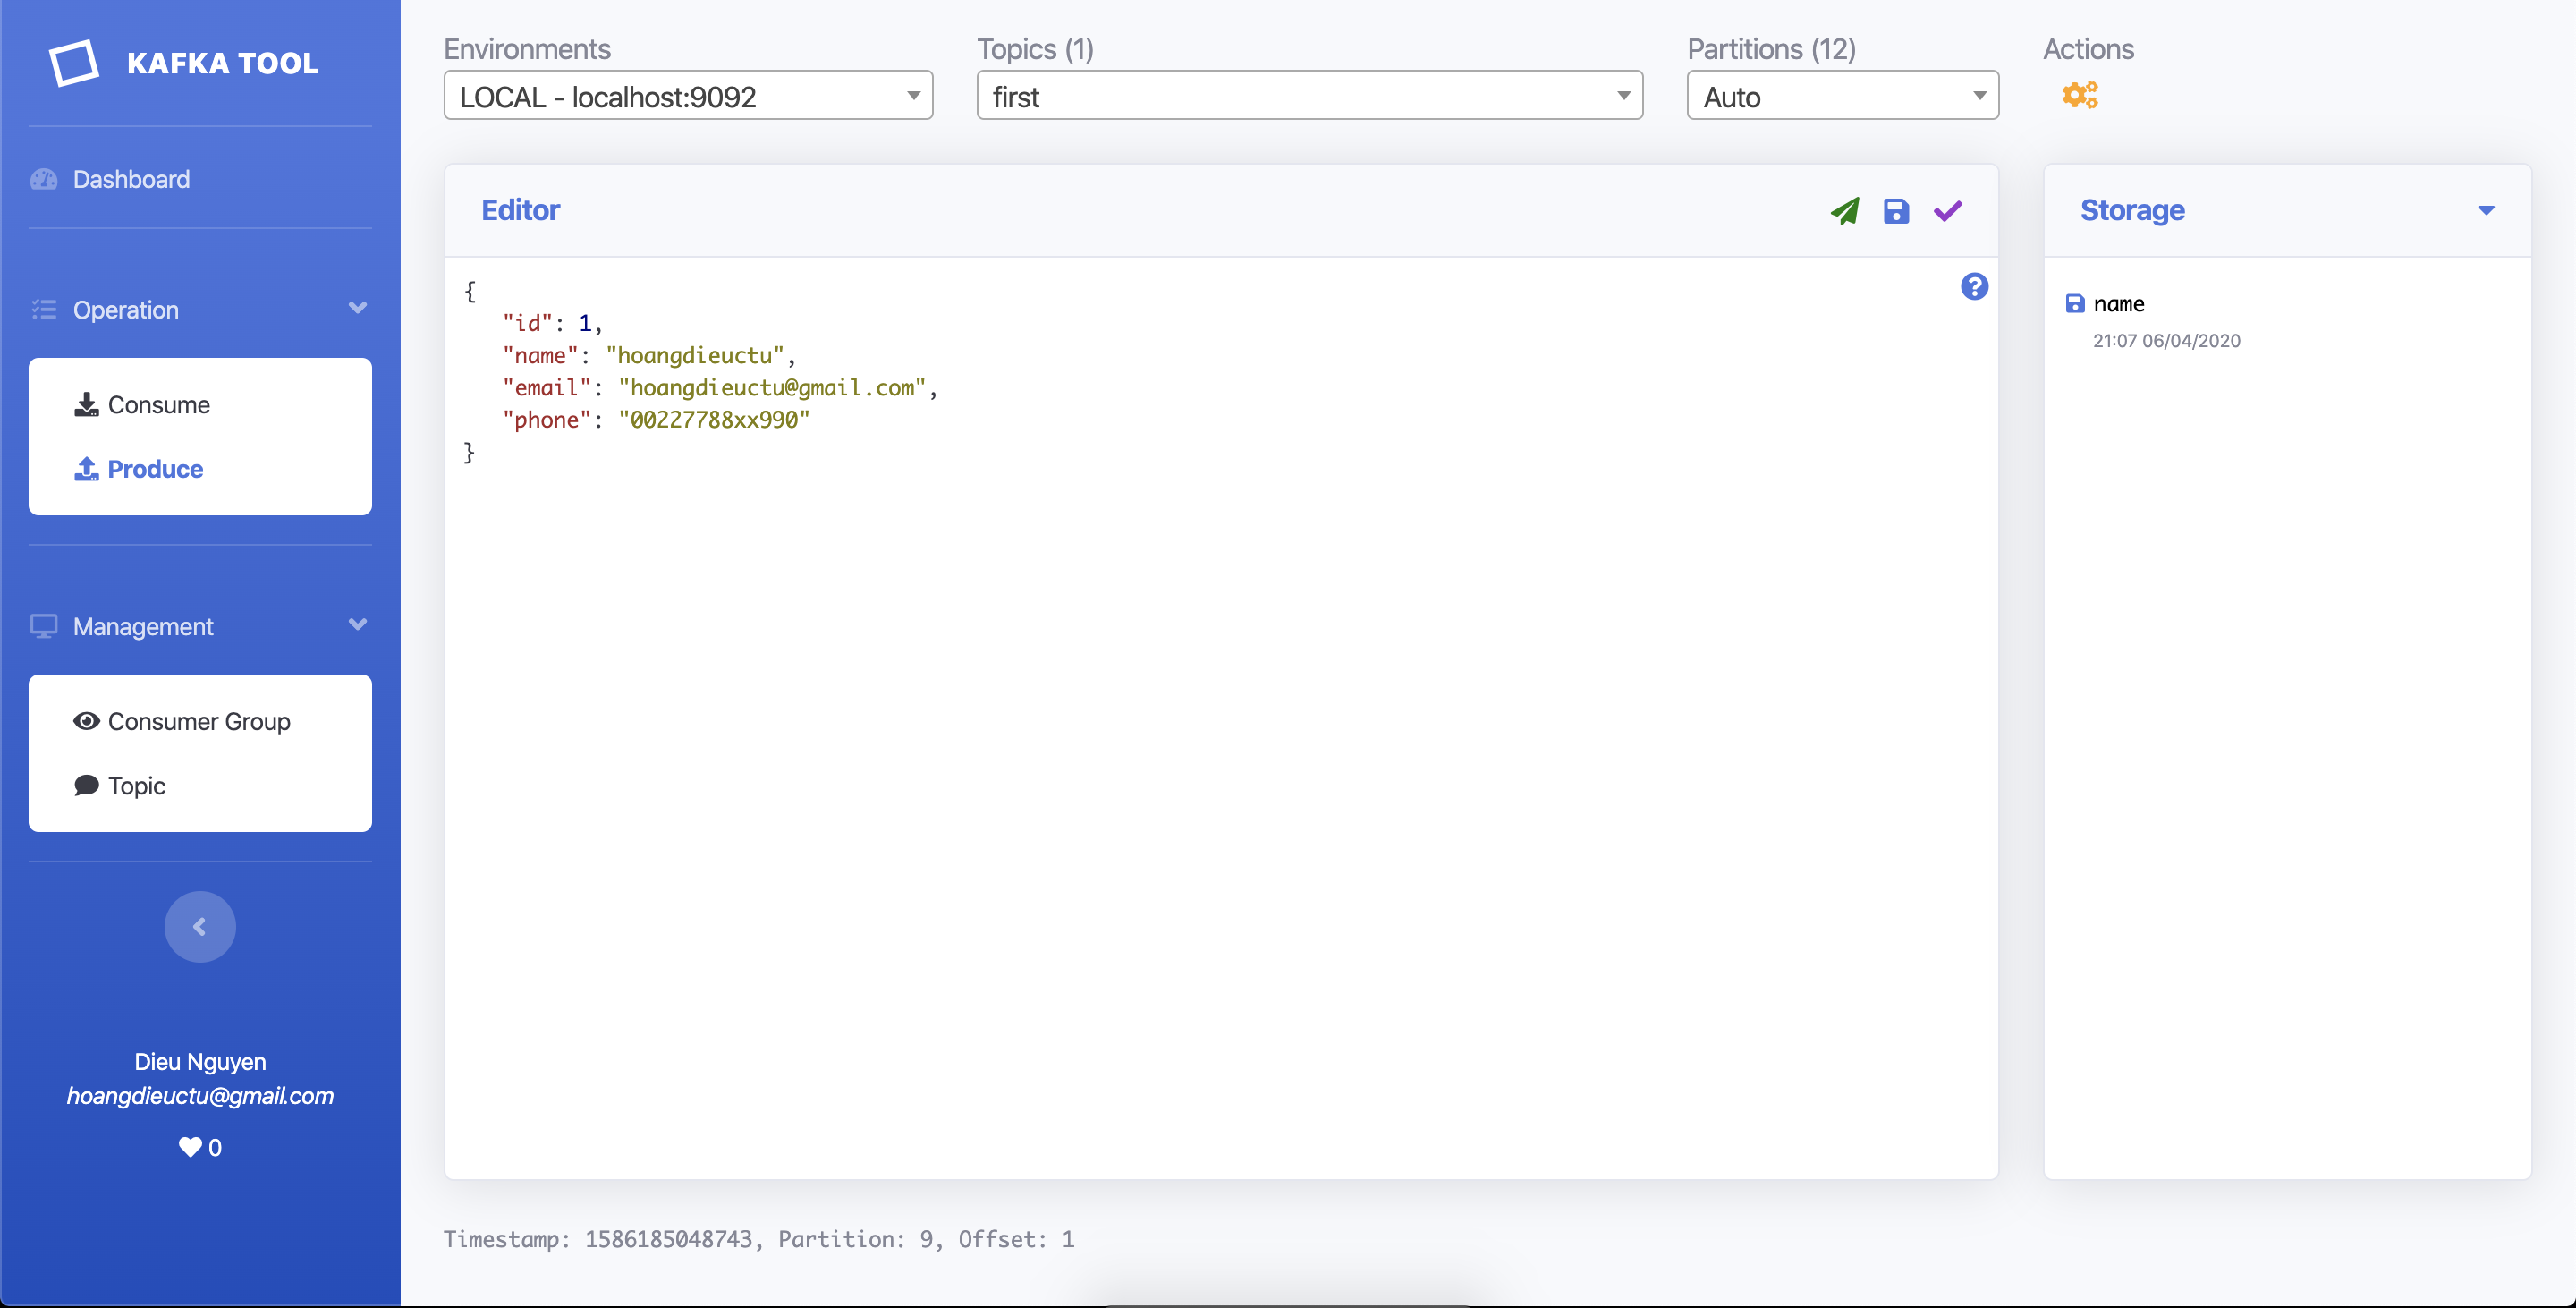 KAFKA TOOL
Dashboard
Operation
Consume
Produce
Management
Consumer Group
Topic
Dieu Nguyen
hoangdieuctu@gmail.com
0
Environments
LOCAL - localhost:9092
Topics (1)
first
Partitions (12)
Auto
Actions
Editor
{
"id": 1,
"name": "hoangdieuctu",
"email": "hoangdieuctu@gmail.com",
"phone": "00227788xx990"
}
?
Storage
name
21:07 06/04/2020
Timestamp: 1586185048743, Partition: 9, Offset: 1